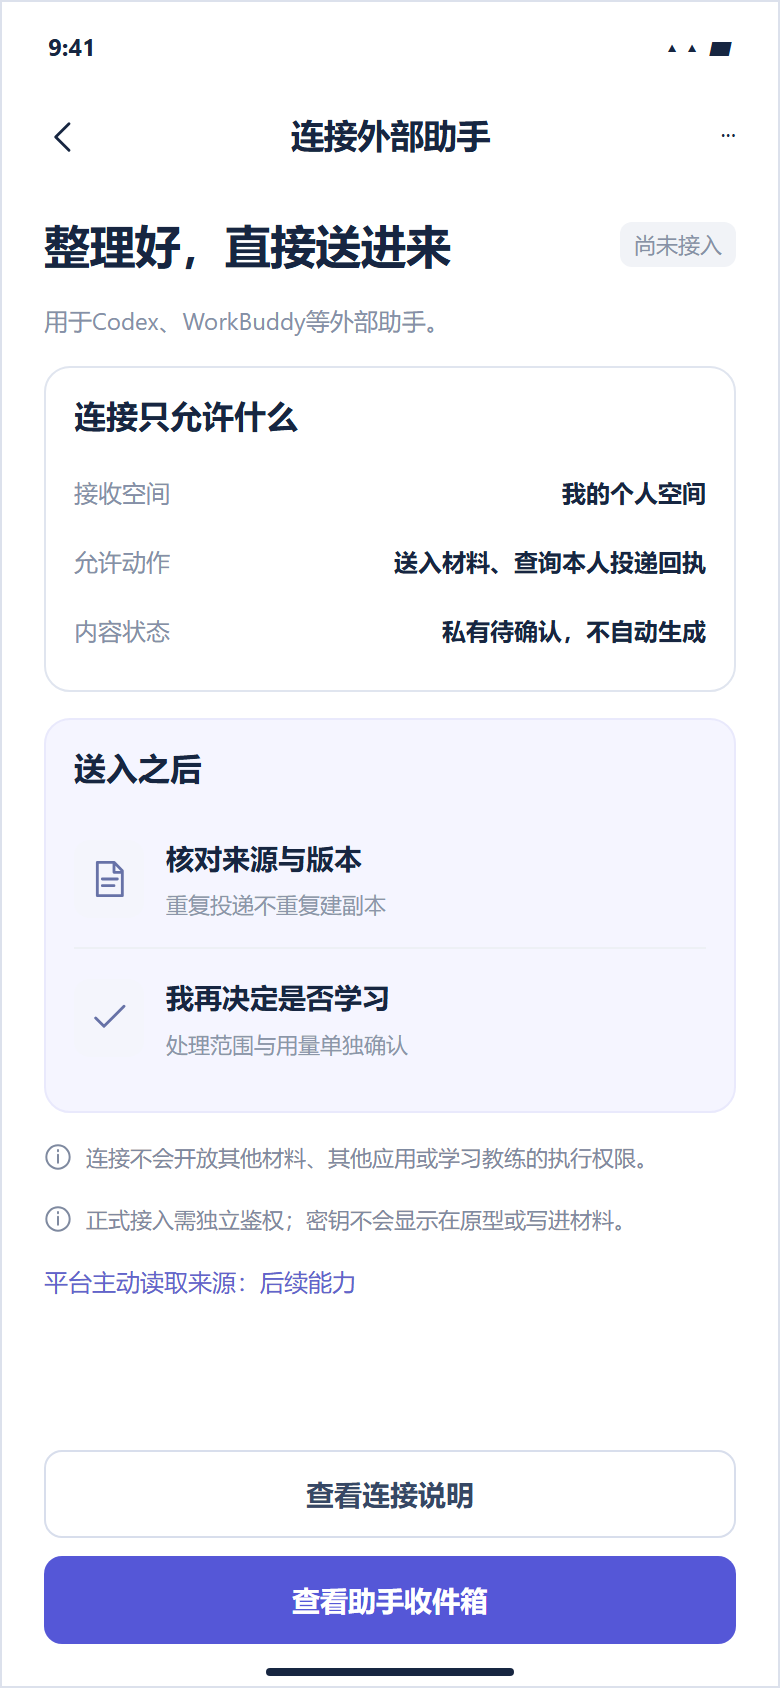 9:41
连接外部助手
...
整理好，直接送进来
尚未接入
用于Codex、WorkBuddy等外部助手。
连接只允许什么
接收空间 我的个人空间
允许动作 送入材料、查询本人投递回执
内容状态 私有待确认，不自动生成
送入之后
核对来源与版本
重复投递不重复建副本
我再决定是否学习
处理范围与用量单独确认
连接不会开放其他材料、其他应用或学习教练的执行权限。
正式接入需独立鉴权；密钥不会显示在原型或写进材料。
平台主动读取来源：后续能力
查看连接说明
查看助手收件箱